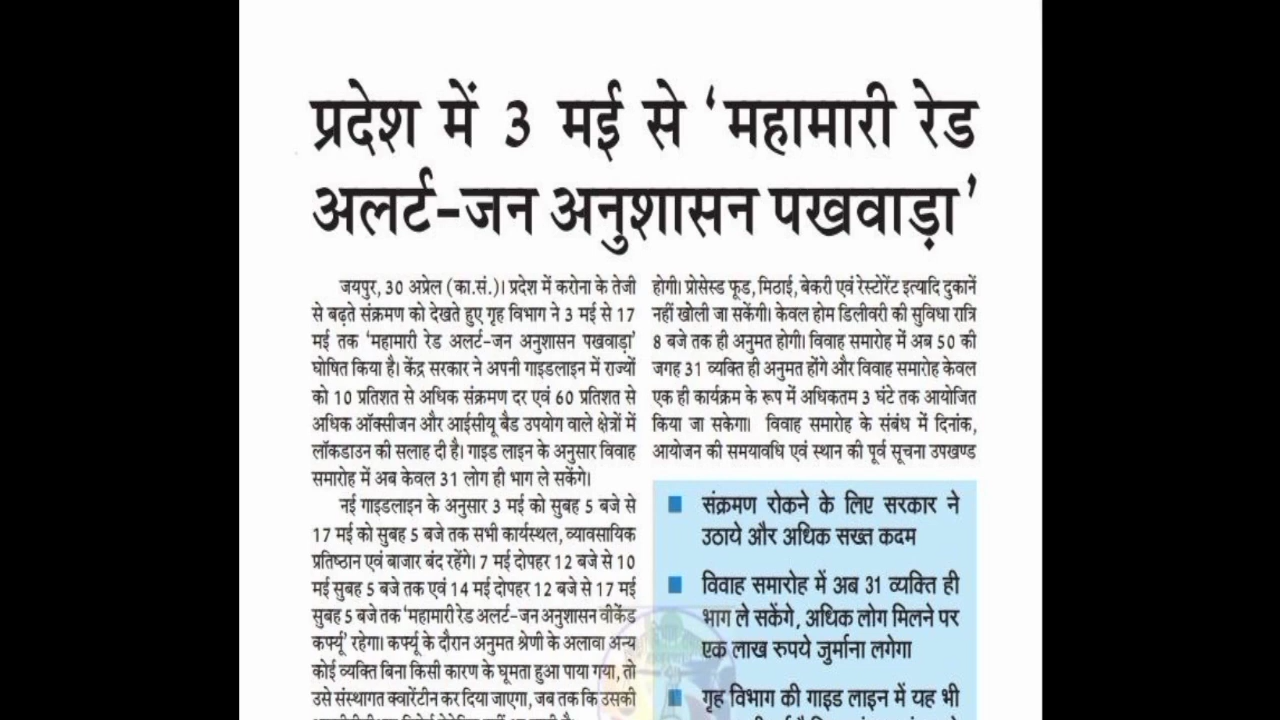 प्रदेश में 3 मई से ‘महामारी रेड
अलर्ट-जन अनुशासन पखवाड़ा’
जयपुर, 30 अप्रेल (का.सं.)। प्रदेश में करोना के तेजी
से बढ़ते संक्रमण को देखते हुए गृह विभाग ने 3 मई से 17
मई तक ‘महामारी रेड अलर्ट-जन अनुशासन पखवाड़ा’
घोषित किया है। केंद्र सरकार ने अपनी गाइडलाइन में राज्यों
को 10 प्रतिशत से अधिक संक्रमण दर एवं 60 प्रतिशत से
अधिक ऑक्सीजन और आईसीयू बैड उपयोग वाले क्षेत्रों में
लॉकडाउन की सलाह दी है। गाइड लाइन के अनुसार विवाह
समारोह में अब केवल 31 लोग ही भाग ले सकेंगे।
नई गाइडलाइन के अनुसार 3 मई को सुबह 5 बजे से
17 मई को सुबह 5 बजे तक सभी कार्यस्थल, व्यावसायिक
प्रतिष्ठान एवं बाजार बंद रहेंगे। 7 मई दोपहर 12 बजे से 10
मई सुबह 5 बजे तक एवं 14 मई दोपहर 12 बजे से 17 मई
सुबह 5 बजे तक ‘महामारी रेड अलर्ट-जन अनुशासन वीकेंड
कर्फ्यू’ रहेगा। कर्फ्यू के दौरान अनुमत श्रेणी के अलावा अन्य
कोई व्यक्ति बिना किसी कारण के घूमता हुआ पाया गया, तो
उसे संस्थागत क्वारेंटीन कर दिया जाएगा, जब तक कि उसकी
होगी। प्रोसेस्ड फूड, मिठाई, बेकरी एवं रेस्टोरेंट इत्यादि दुकानें
नहीं खोली जा सकेंगी। केवल होम डिलीवरी की सुविधा रात्रि
8 बजे तक ही अनुमत होगी। विवाह समारोह में अब 50 की
जगह 31 व्यक्ति ही अनुमत होंगे और विवाह समारोह केवल
एक ही कार्यक्रम के रूप में अधिकतम 3 घंटे तक आयोजित
किया जा सकेगा। विवाह समारोह के संबंध में दिनांक,
आयोजन की समयावधि एवं स्थान की पूर्व सूचना उपखण्ड
संक्रमण रोकने के लिए सरकार ने
उठाये और अधिक सख्त कदम
विवाह समारोह में अब 31 व्यक्ति ही
भाग ले सकेंगे, अधिक लोग मिलने पर
एक लाख रुपये जुर्माना लगेगा
गृह विभाग की गाइड लाइन में यह भी